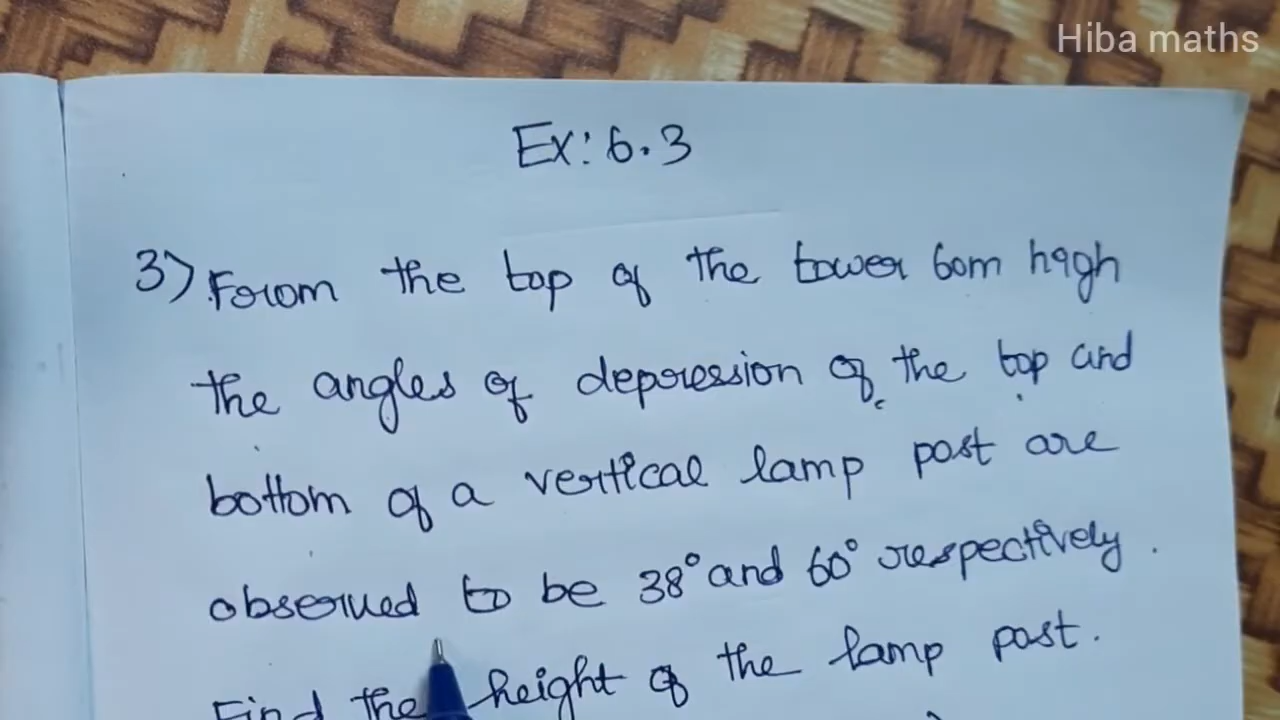 Hiba maths
Ex: 6.3
3) From the top of the tower 60m high
the angles of depression of the top and
bottom of a vertical lamp post are
observed to be 38° and 60° respectively.
Find the height of the lamp post.